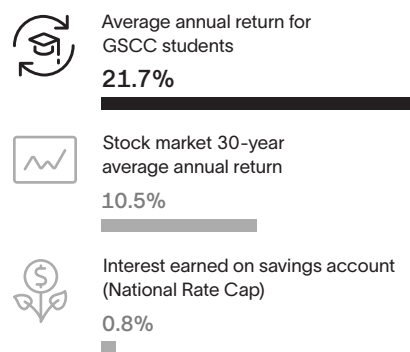 Average annual return for
GSCC students
21.7%
Stock market 30-year
average annual return
10.5%
Interest earned on savings account
(National Rate Cap)
0.8%